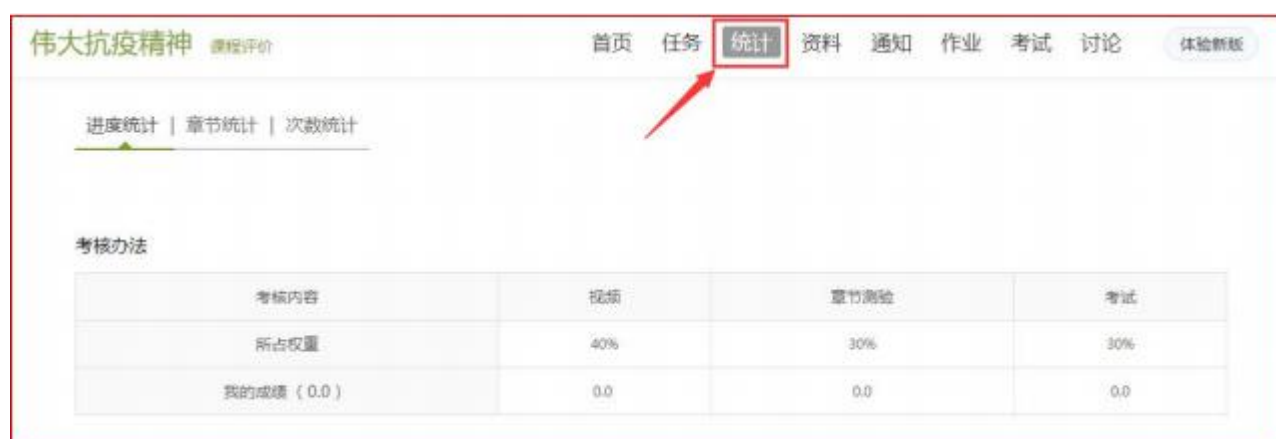 伟大抗疫精神 课程评价 首页 任务 统计 资料 通知 作业 考试 讨论 体验新版
进度统计 | 章节统计 | 次数统计
考核办法
考核内容 视频 章节测验 考试
所占权重 40% 30% 30%
我的成绩（0.0） 0.0 0.0 0.0